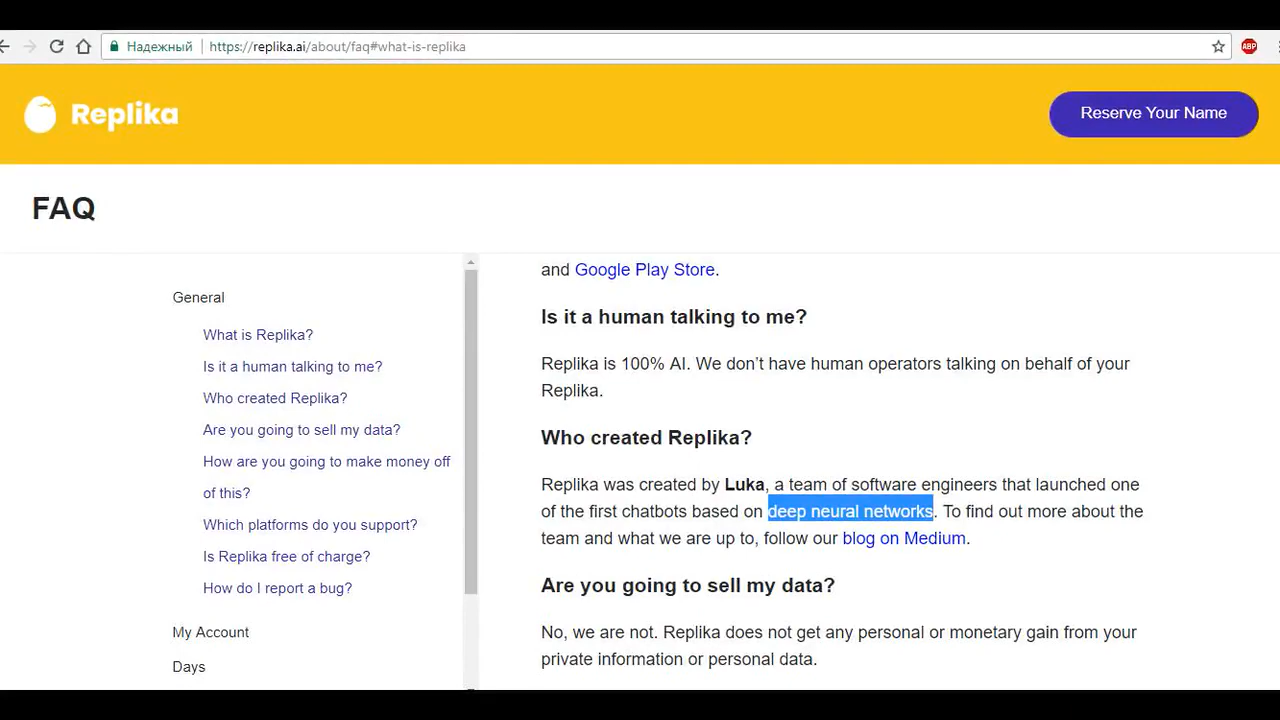 Надежный https://replika.ai/about/faq#what-is-replika ABP
Replika
Reserve Your Name
FAQ
General
What is Replika?
Is it a human talking to me?
Who created Replika?
Are you going to sell my data?
How are you going to make money off
of this?
Which platforms do you support?
Is Replika free of charge?
How do I report a bug?
My Account
Days
and Google Play Store.
Is it a human talking to me?
Replika is 100% AI. We don’t have human operators talking on behalf of your
Replika.
Who created Replika?
Replika was created by Luka, a team of software engineers that launched one
of the first chatbots based on deep neural networks. To find out more about the
team and what we are up to, follow our blog on Medium.
Are you going to sell my data?
No, we are not. Replika does not get any personal or monetary gain from your
private information or personal data.